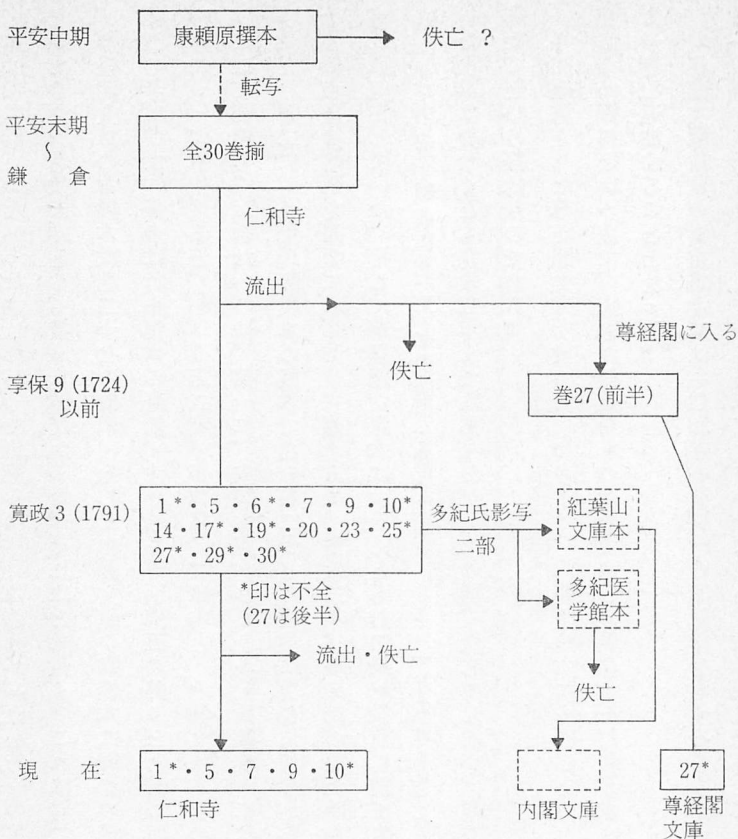 平安中期
康頼原撰本
佚亡 ?
転写
平安末期
〜
鎌 倉
全30巻揃
仁和寺
流出
佚亡
尊経閣に入る
享保9(1724)
以前
巻27(前半)
寛政3(1791)
1*・5・6*・7・9・10*
14・17*・19*・20・23・25*
27*・29*・30*
多紀氏影写
二部
紅葉山
文庫本
*印は不全
(27は後半)
多紀医
学館本
流出・佚亡
佚亡
現 在
1*・5・7・9・10*
仁和寺
内閣文庫
27*
尊経閣
文庫